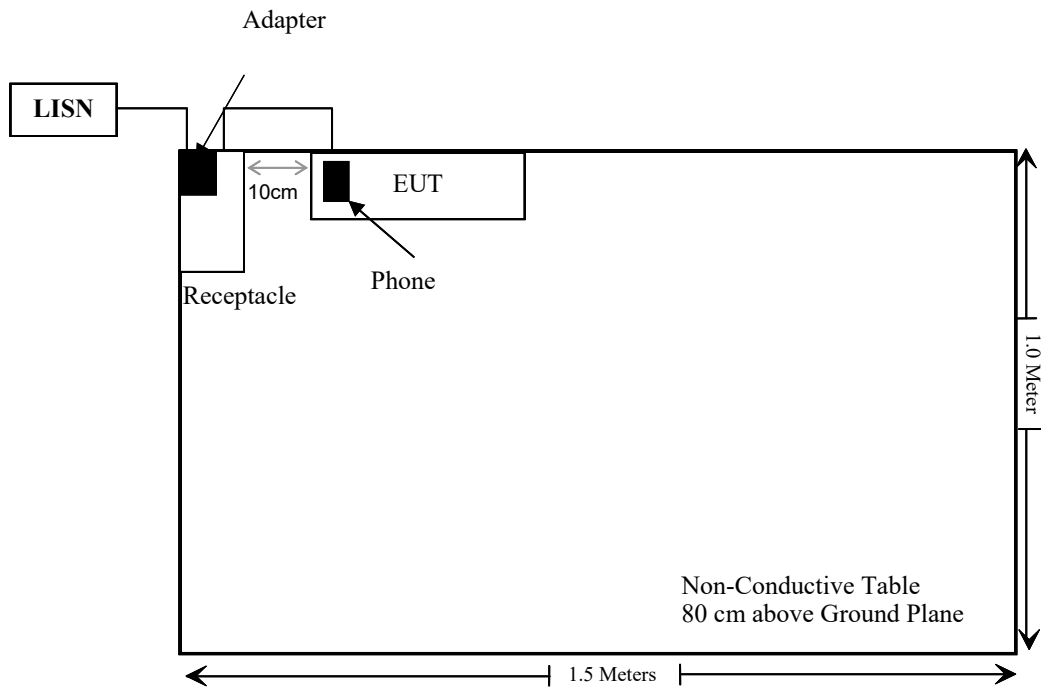 Adapter
LISN
10cm
EUT
Phone
Receptacle
1.0 Meter
Non-Conductive Table
80 cm above Ground Plane
1.5 Meters